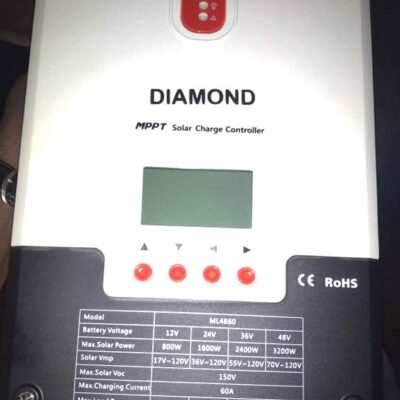 DIAMOND
MPPT Solar Charge Controller
CE RoHS
Model ML4860
Battery Voltage 12V 24V 36V 48V
Max.Solar Power 800W 1600W 2400W 3200W
Solar Vmp 17V~120V 36V~120V 55V~120V 70V~120V
Max.Solar Voc 150V
Max.Charging Current 60A